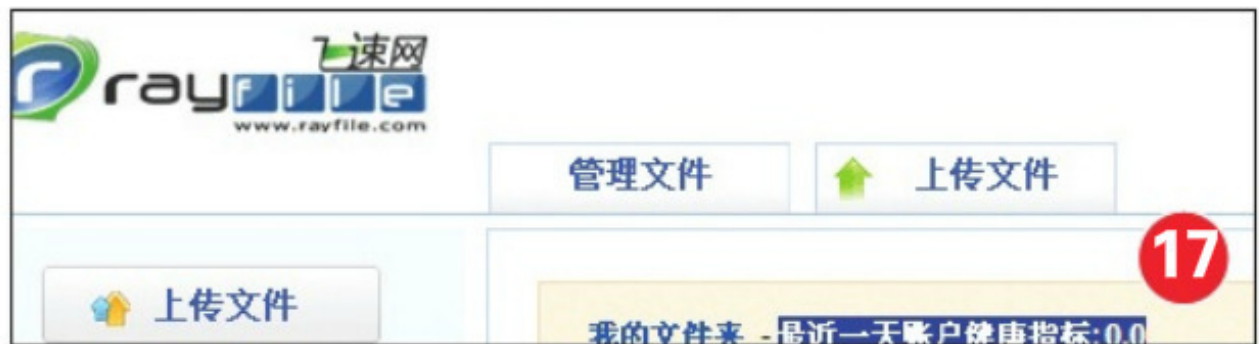 飞速网
rayfile
www.rayfile.com
管理文件
上传文件
17
上传文件
我的文件夹 -最近一天账户健康指标:0.0